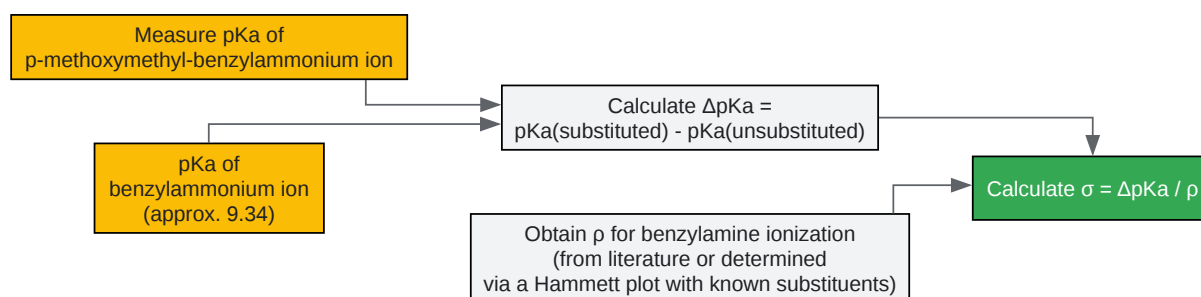 Measure pKa of
p-methoxymethyl-benzylammonium ion
Calculate ΔpKa =
pKa(substituted) - pKa(unsubstituted)
pKa of
benzylammonium ion
(approx. 9.34)
Calculate σ = ΔpKa / ρ
Obtain ρ for benzylamine ionization
(from literature or determined
via a Hammett plot with known substituents)